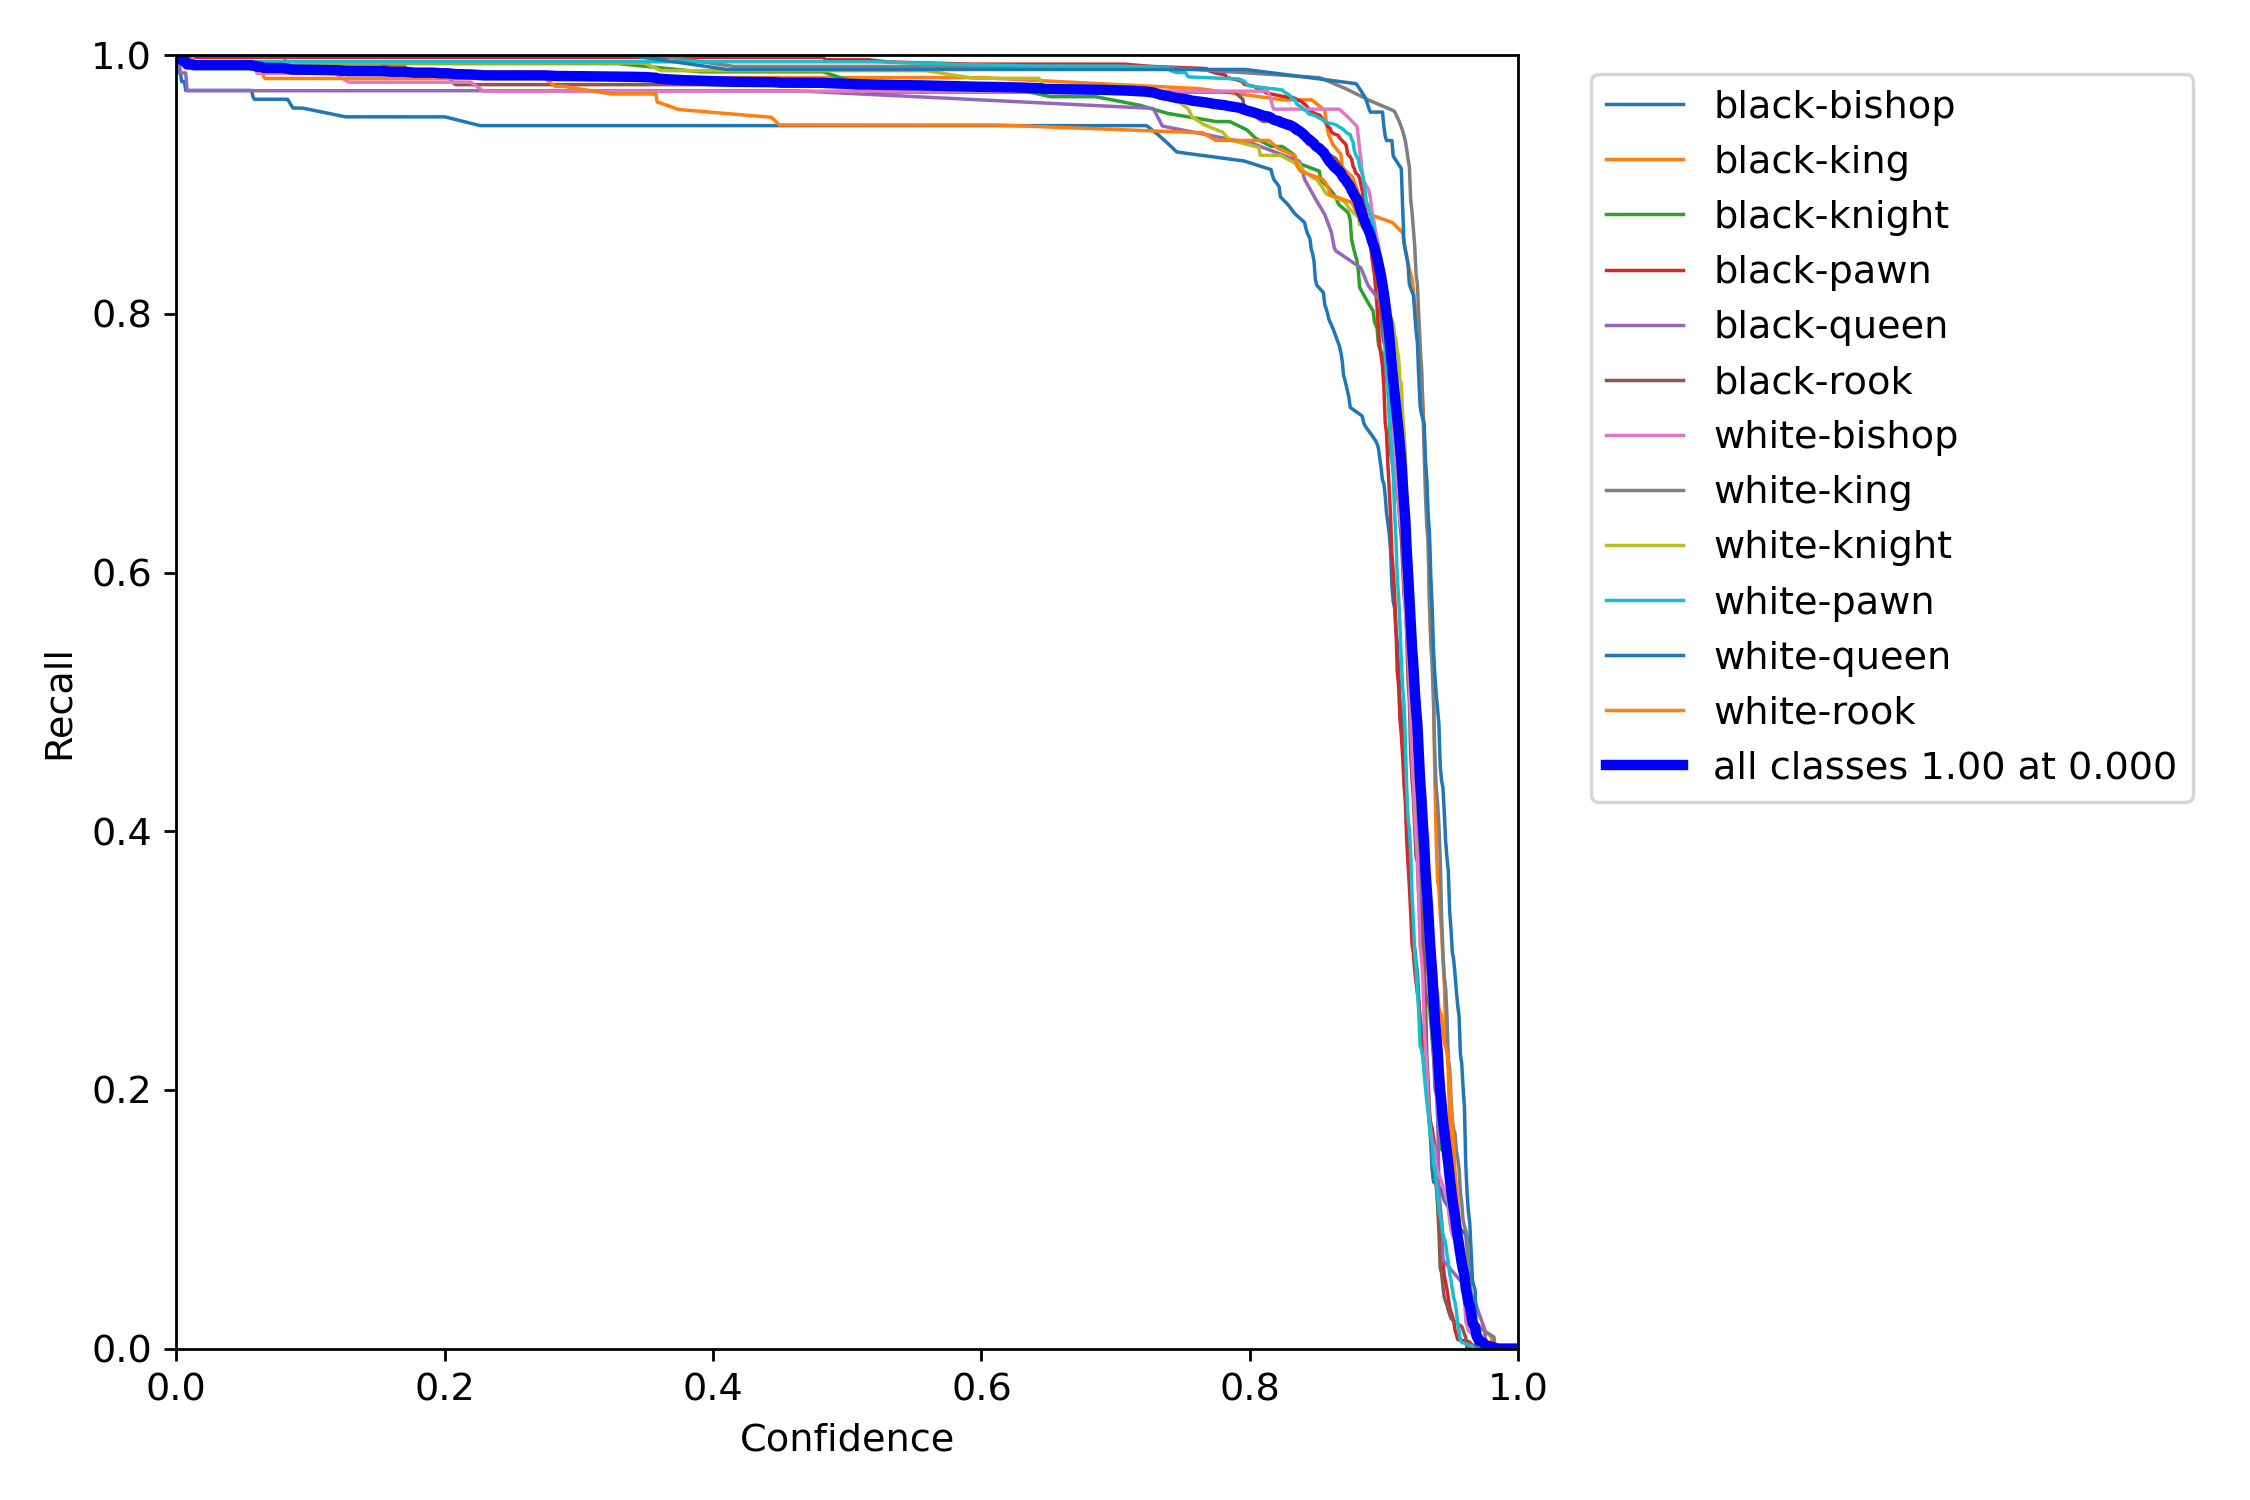 1.0
0.8
0.6
0.4
0.2
0.0
Recall
0.0 0.2 0.4 0.6 0.8 1.0
Confidence
black-bishop
black-king
black-knight
black-pawn
black-queen
black-rook
white-bishop
white-king
white-knight
white-pawn
white-queen
white-rook
all classes 1.00 at 0.000